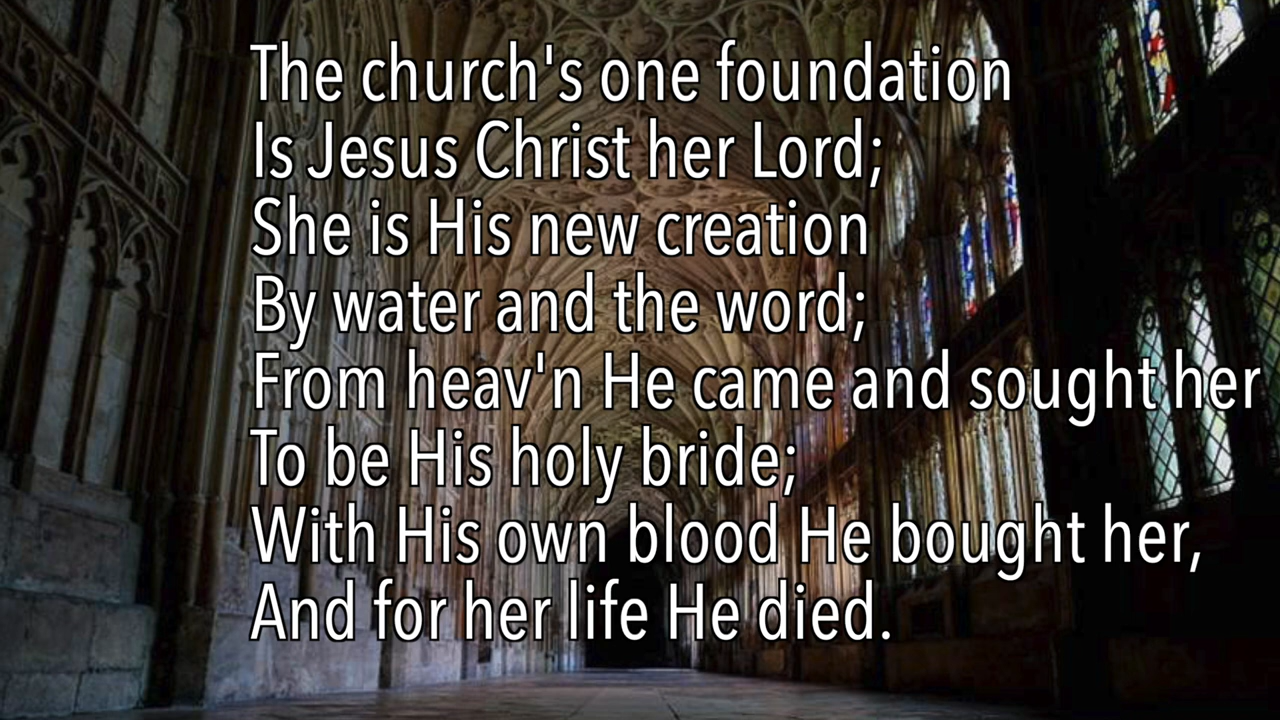 The church's one foundation
Is Jesus Christ her Lord;
She is His new creation
By water and the word;
From heav'n He came and sought her
To be His holy bride;
With His own blood He bought her,
And for her life He died.